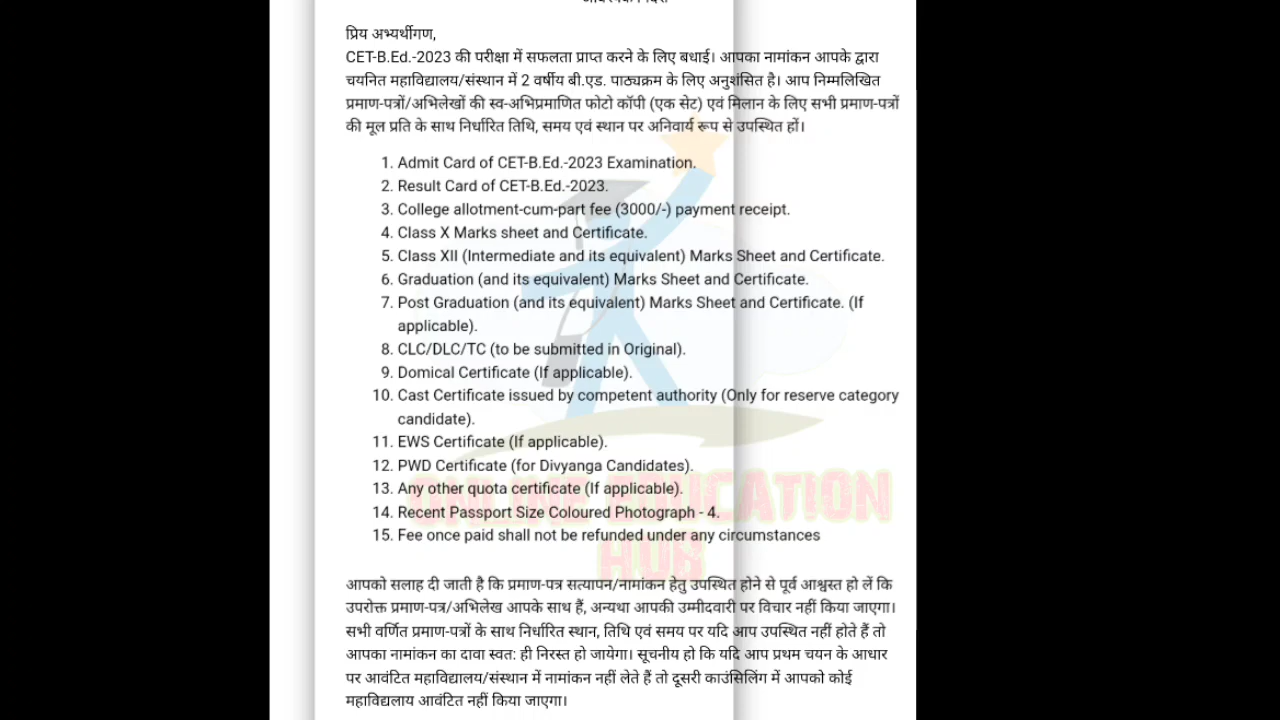 प्रिय अभ्यर्थीगण,
CET-B.Ed.-2023 की परीक्षा में सफलता प्राप्त करने के लिए बधाई। आपका नामांकन आपके द्वारा
चयनित महाविद्यालय/संस्थान में 2 वर्षीय बी.एड. पाठ्यक्रम के लिए अनुशंसित है। आप निम्मलिखित
प्रमाण-पत्रों/अभिलेखों की स्व-अभिप्रमाणित फोटो कॉपी (एक सेट) एवं मिलान के लिए सभी प्रमाण-पत्रों
की मूल प्रति के साथ निर्धारित तिथि, समय एवं स्थान पर अनिवार्य रूप से उपस्थित हों।
1. Admit Card of CET-B.Ed.-2023 Examination.
2. Result Card of CET-B.Ed.-2023.
3. College allotment-cum-part fee (3000/-) payment receipt.
4. Class X Marks sheet and Certificate.
5. Class XII (Intermediate and its equivalent) Marks Sheet and Certificate.
6. Graduation (and its equivalent) Marks Sheet and Certificate.
7. Post Graduation (and its equivalent) Marks Sheet and Certificate. (If
applicable).
8. CLC/DLC/TC (to be submitted in Original).
9. Domical Certificate (If applicable).
10. Cast Certificate issued by competent authority (Only for reserve category
candidate).
11. EWS Certificate (If applicable).
12. PWD Certificate (for Divyanga Candidates).
13. Any other quota certificate (If applicable).
14. Recent Passport Size Coloured Photograph - 4.
15. Fee once paid shall not be refunded under any circumstances
ONLINE EDUCATION
HUB
आपको सलाह दी जाती है कि प्रमाण-पत्र सत्यापन/नामांकन हेतु उपस्थित होने से पूर्व आश्वस्त हो लें कि
उपरोक्त प्रमाण-पत्र/अभिलेख आपके साथ हैं, अन्यथा आपकी उम्मीदवारी पर विचार नहीं किया जाएगा।
सभी वर्णित प्रमाण-पत्रों के साथ निर्धारित स्थान, तिथि एवं समय पर यदि आप उपस्थित नहीं होते हैं तो
आपका नामांकन का दावा स्वत: ही निरस्त हो जायेगा। सूचनीय हो कि यदि आप प्रथम चयन के आधार
पर आवंटित महाविद्यालय/संस्थान में नामांकन नहीं लेते हैं तो दूसरी काउंसिलिंग में आपको कोई
महाविद्यलाय आवंटित नहीं किया जाएगा।